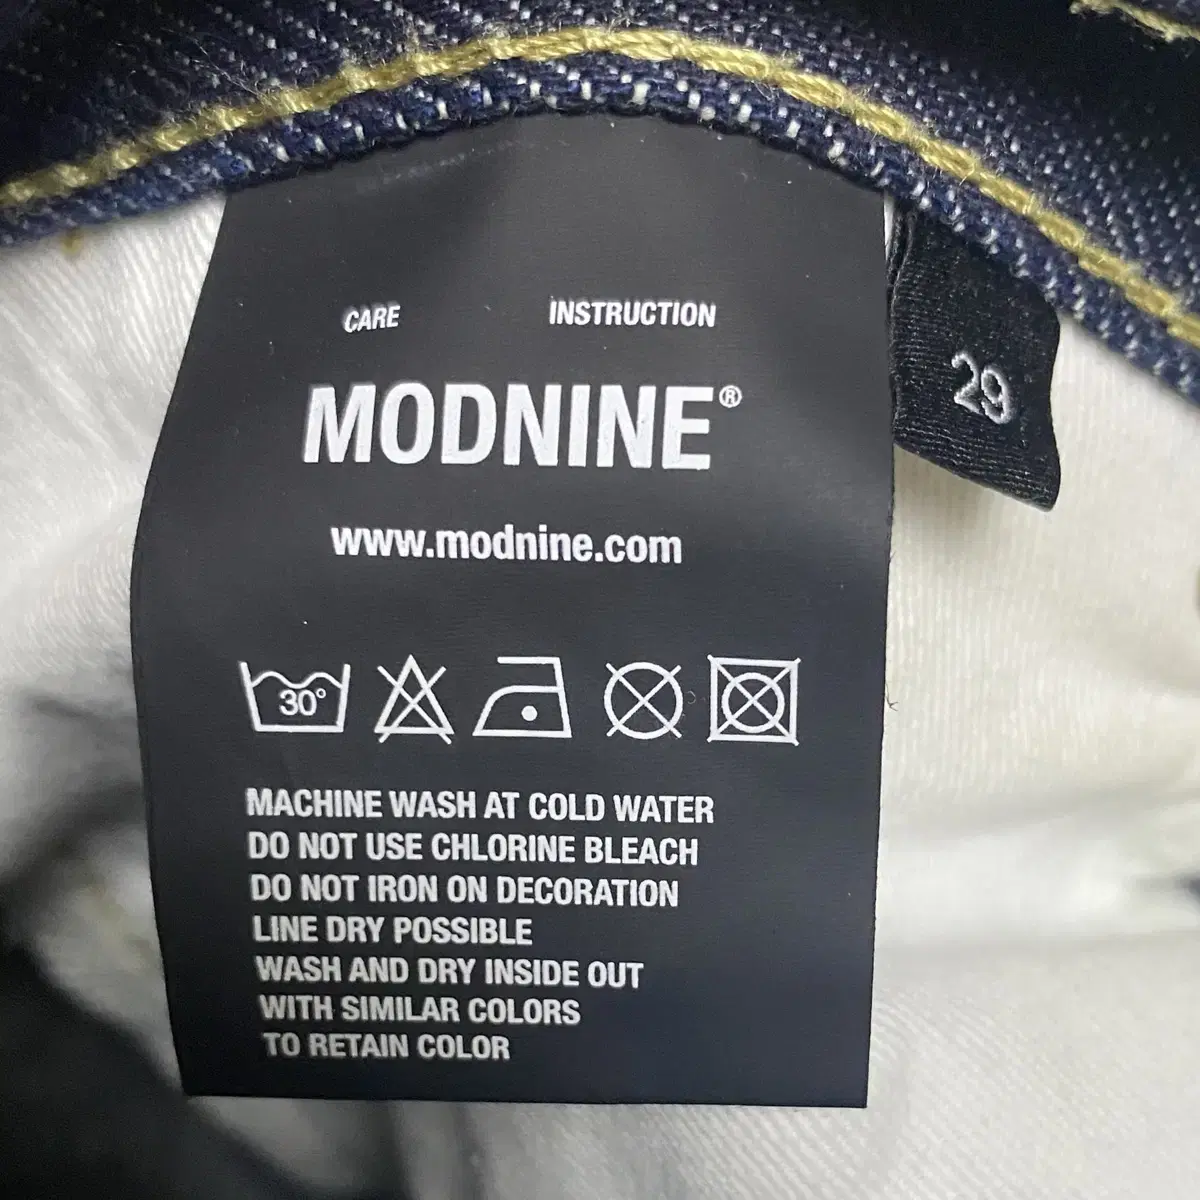 CARE INSTRUCTION
MODNINE®
29
www.modnine.com
30°
MACHINE WASH AT COLD WATER
DO NOT USE CHLORINE BLEACH
DO NOT IRON ON DECORATION
LINE DRY POSSIBLE
WASH AND DRY INSIDE OUT
WITH SIMILAR COLORS
TO RETAIN COLOR